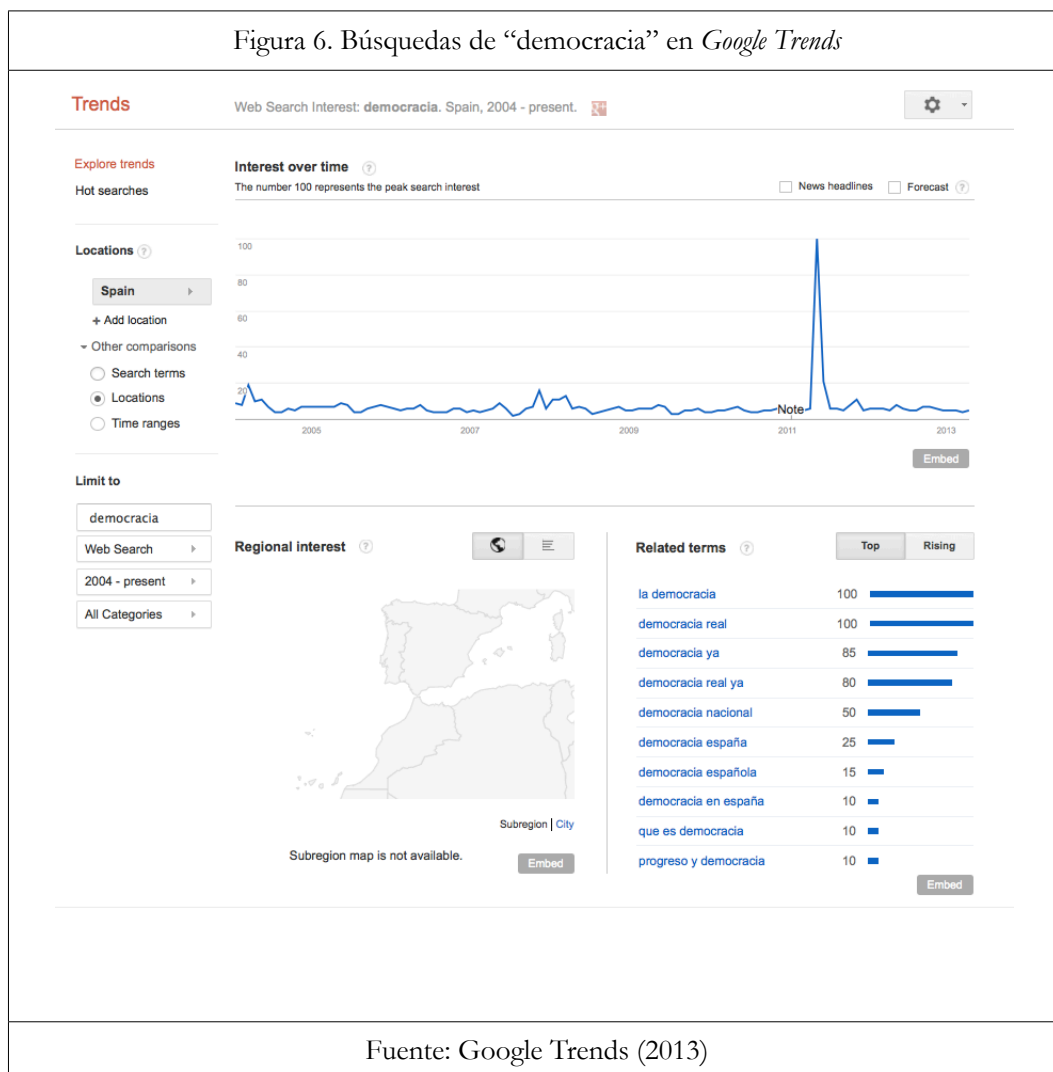 Figura 6. Búsquedas de “democracia” en Google Trends
Trends
Web Search Interest: democracia. Spain, 2004 - present.
Explore trends
Hot searches
Interest over time ?
The number 100 represents the peak search interest
News headlines
Forecast ?
Locations ?
Spain
+ Add location
Other comparisons
Search terms
Locations
Time ranges
100
80
60
40
20
Note
2005
2007
2009
2011
2013
Embed
Limit to
democracia
Web Search
2004 - present
All Categories
Regional interest ?
Subregion | City
Subregion map is not available.
Embed
Related terms ?
Top
Rising
la democracia 100
democracia real 100
democracia ya 85
democracia real ya 80
democracia nacional 50
democracia españa 25
democracia española 15
democracia en españa 10
que es democracia 10
progreso y democracia 10
Embed
Fuente: Google Trends (2013)